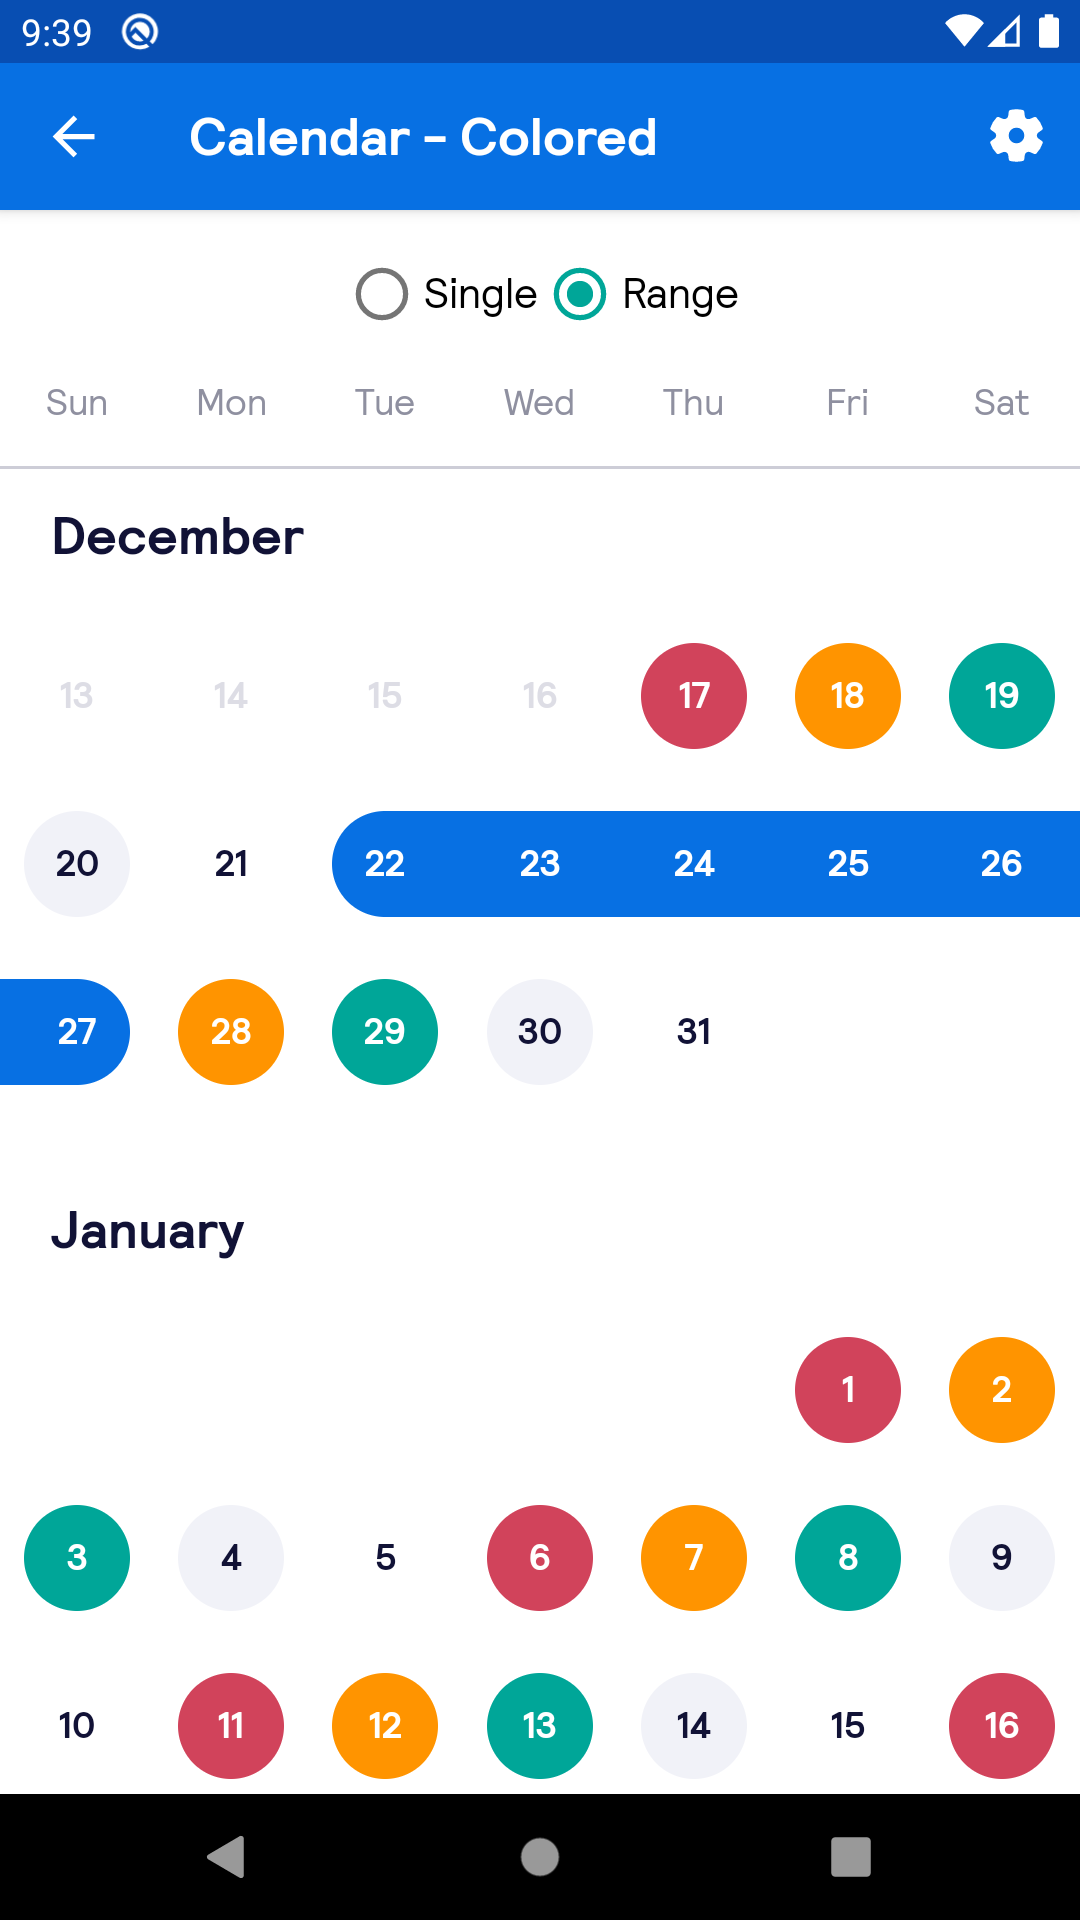 9:39
Calendar - Colored
Single Range
Sun Mon Tue Wed Thu Fri Sat
December
13 14 15 16 17 18 19
20 21 22 23 24 25 26
27 28 29 30 31
January
1 2
3 4 5 6 7 8 9
10 11 12 13 14 15 16